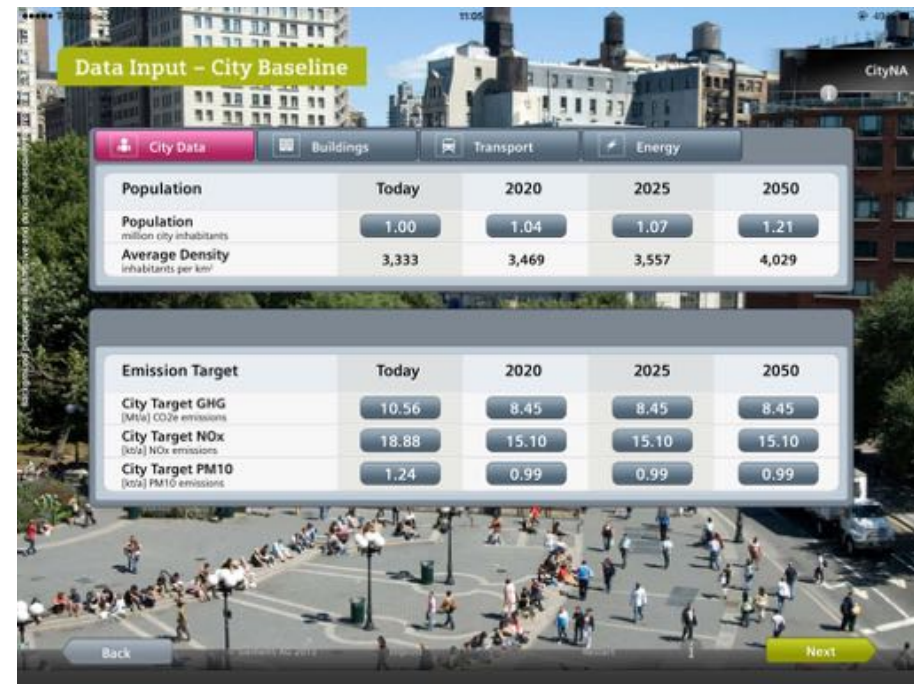 11:05
Data Input – City Baseline
CityNA
City Data Buildings Transport Energy
Population Today 2020 2025 2050
Population 1.00 1.04 1.07 1.21
million city inhabitants
Average Density 3,333 3,469 3,557 4,029
inhabitants per km²
Emission Target Today 2020 2025 2050
City Target GHG 10.56 8.45 8.45 8.45
[Mt/a] CO2e emissions
City Target NOx 18.88 15.10 15.10 15.10
[kt/a] NOx emissions
City Target PM10 1.24 0.99 0.99 0.99
[kt/a] PM10 emissions
Back
Next